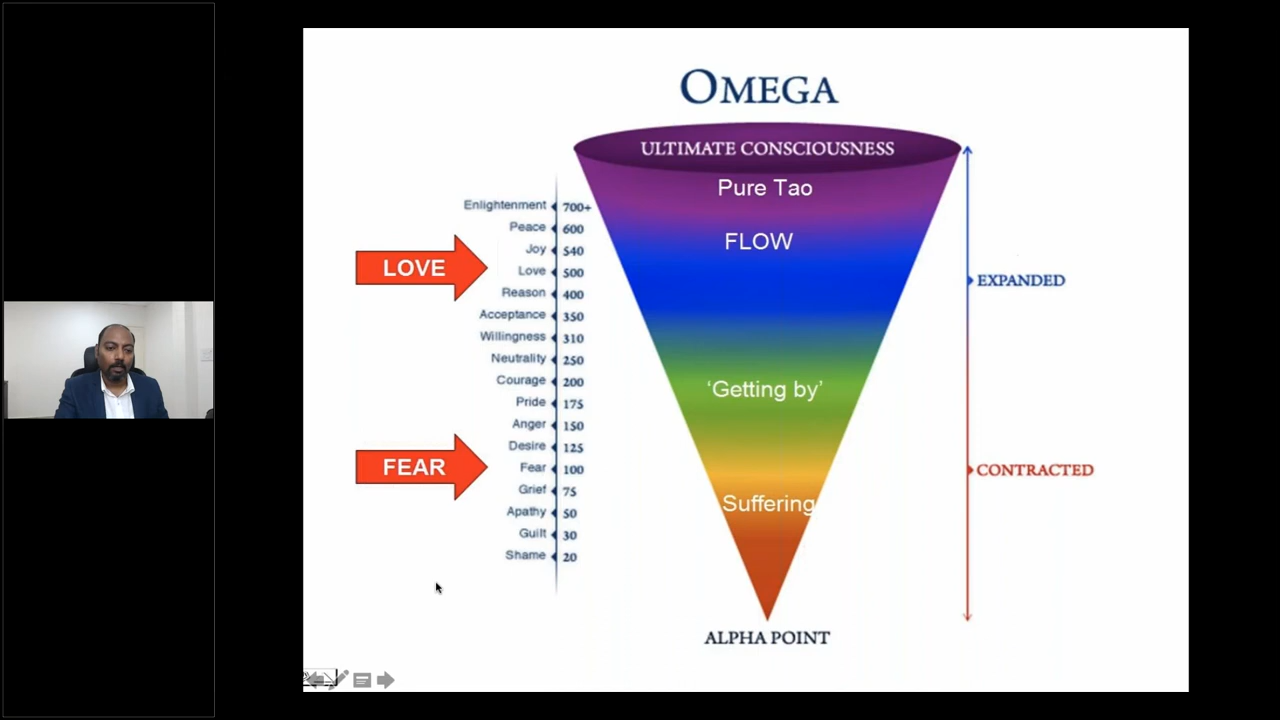 OMEGA
ULTIMATE CONSCIOUSNESS
Pure Tao
FLOW
'Getting by'
Suffering
ALPHA POINT
Enlightenment 700+
Peace 600
Joy 540
Love 500
Reason 400
Acceptance 350
Willingness 310
Neutrality 250
Courage 200
Pride 175
Anger 150
Desire 125
Fear 100
Grief 75
Apathy 50
Guilt 30
Shame 20
LOVE
FEAR
EXPANDED
CONTRACTED